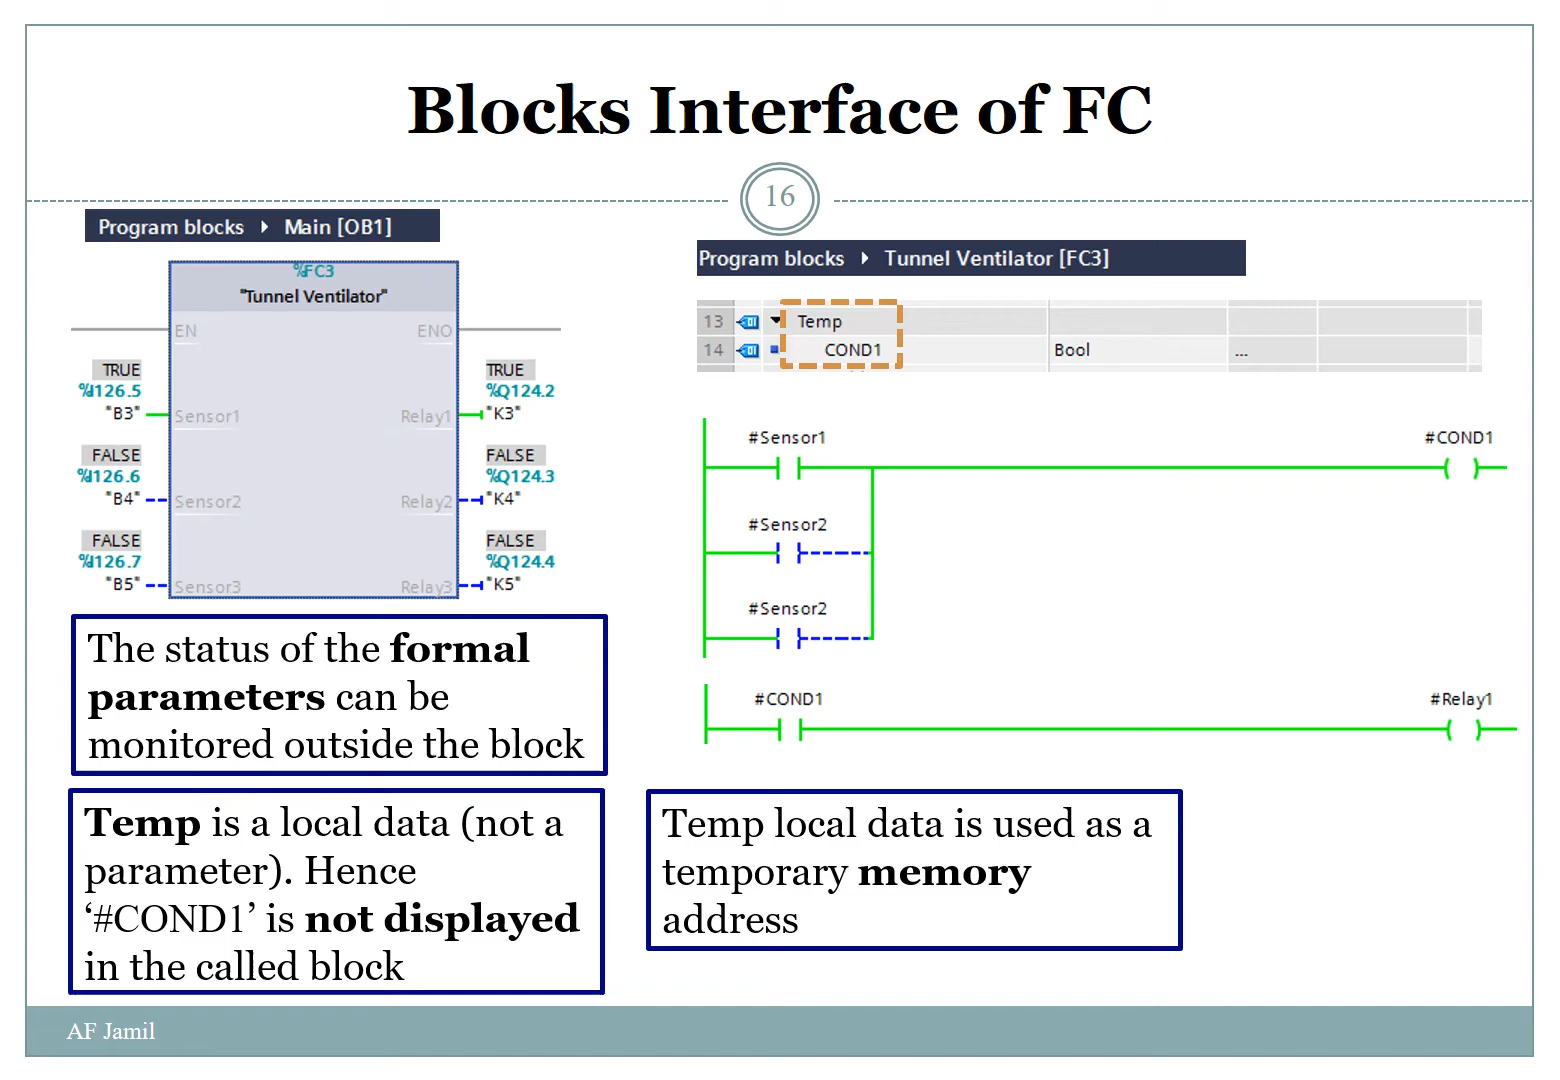 Blocks Interface of FC
16
Program blocks Main [OB1]
%FC3
"Tunnel Ventilator"
EN ENO
TRUE TRUE
%I126.5 %Q124.2
"B3" Sensor1 Relay1 "K3"
FALSE FALSE
%I126.6 %Q124.3
"B4" Sensor2 Relay2 "K4"
FALSE FALSE
%I126.7 %Q124.4
"B5" Sensor3 Relay3 "K5"
The status of the formal
parameters can be
monitored outside the block
Temp is a local data (not a
parameter). Hence
‘#COND1’ is not displayed
in the called block
Program blocks Tunnel Ventilator [FC3]
13 Temp
14 COND1 Bool ...
#Sensor1 #COND1
#Sensor2
#Sensor2
#COND1 #Relay1
Temp local data is used as a
temporary memory
address
AF Jamil